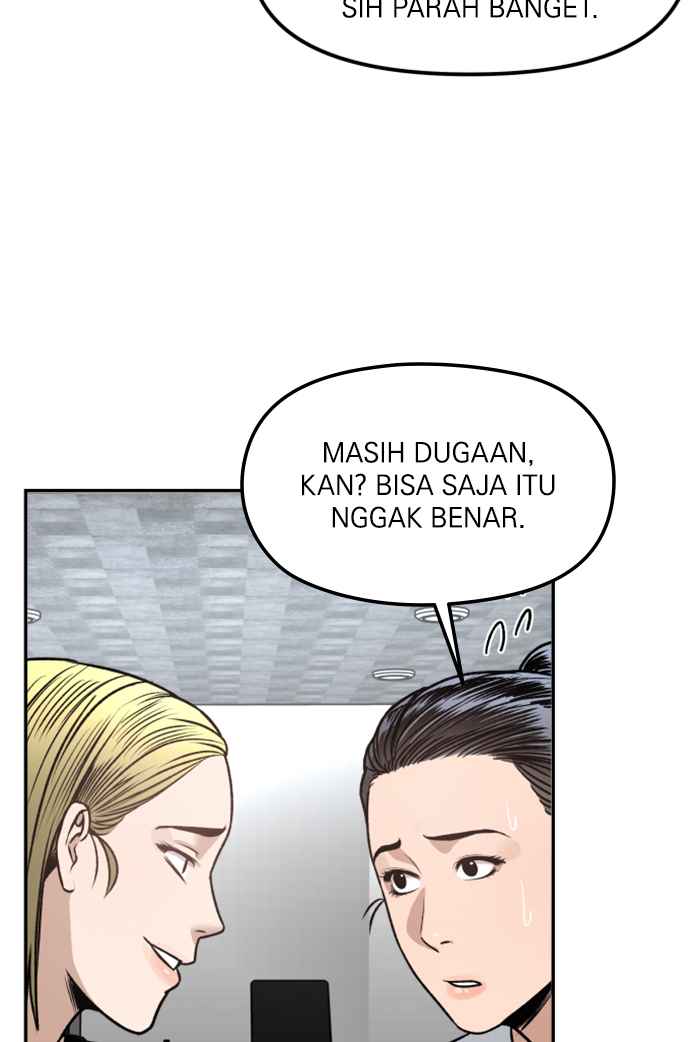 SIH PARAH BANGET.
MASIH DUGAAN,
KAN? BISA SAJA ITU
NGGAK BENAR.